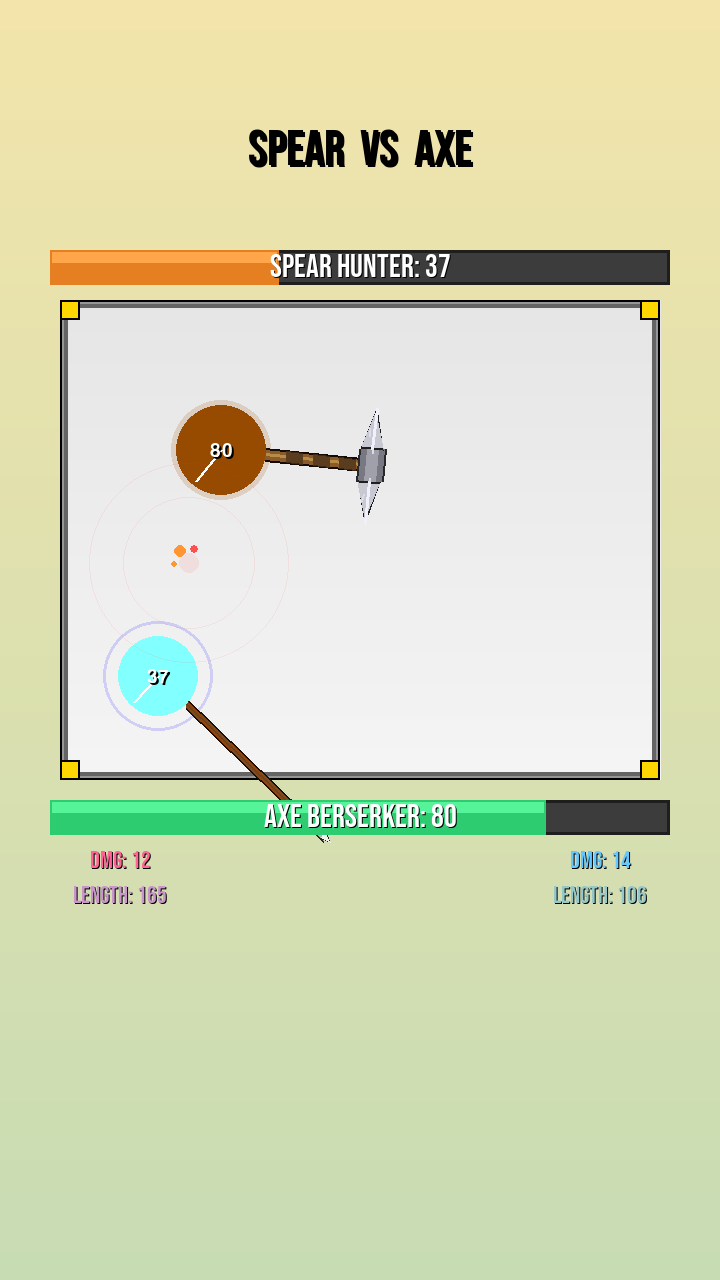 SPEAR VS AXE
SPEAR HUNTER: 37
80
37
AXE BERSERKER: 80
DMG: 12
DMG: 14
LENGTH: 165
LENGTH: 106